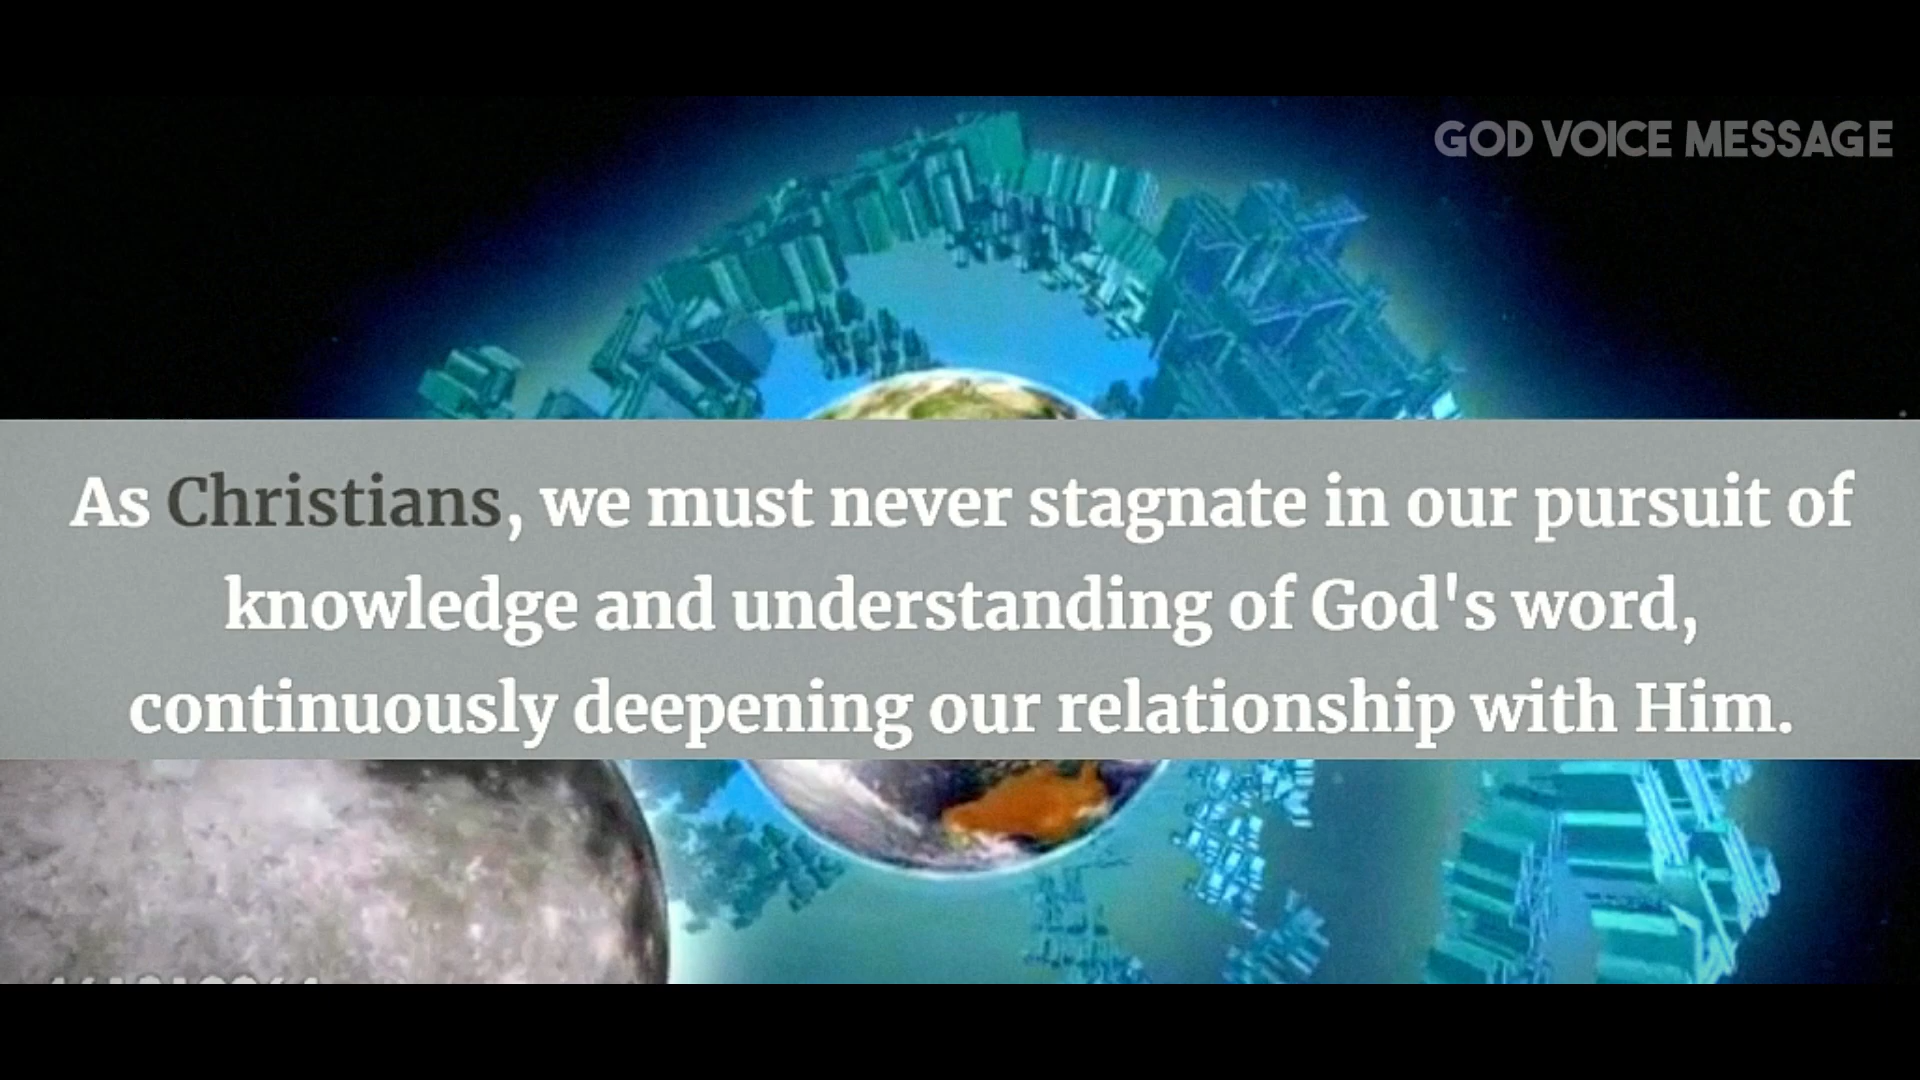 GOD VOICE MESSAGE
As Christians, we must never stagnate in our pursuit of
knowledge and understanding of God's word,
continuously deepening our relationship with Him.